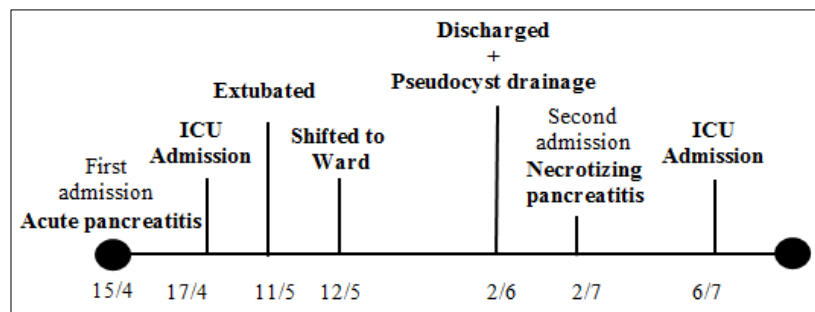 First
admission
Acute pancreatitis
15/4
ICU
Admission
17/4
Extubated
11/5
Shifted to
Ward
12/5
Discharged
+
Pseudocyst drainage
2/6
Second
admission
Necrotizing
pancreatitis
2/7
ICU
Admission
6/7